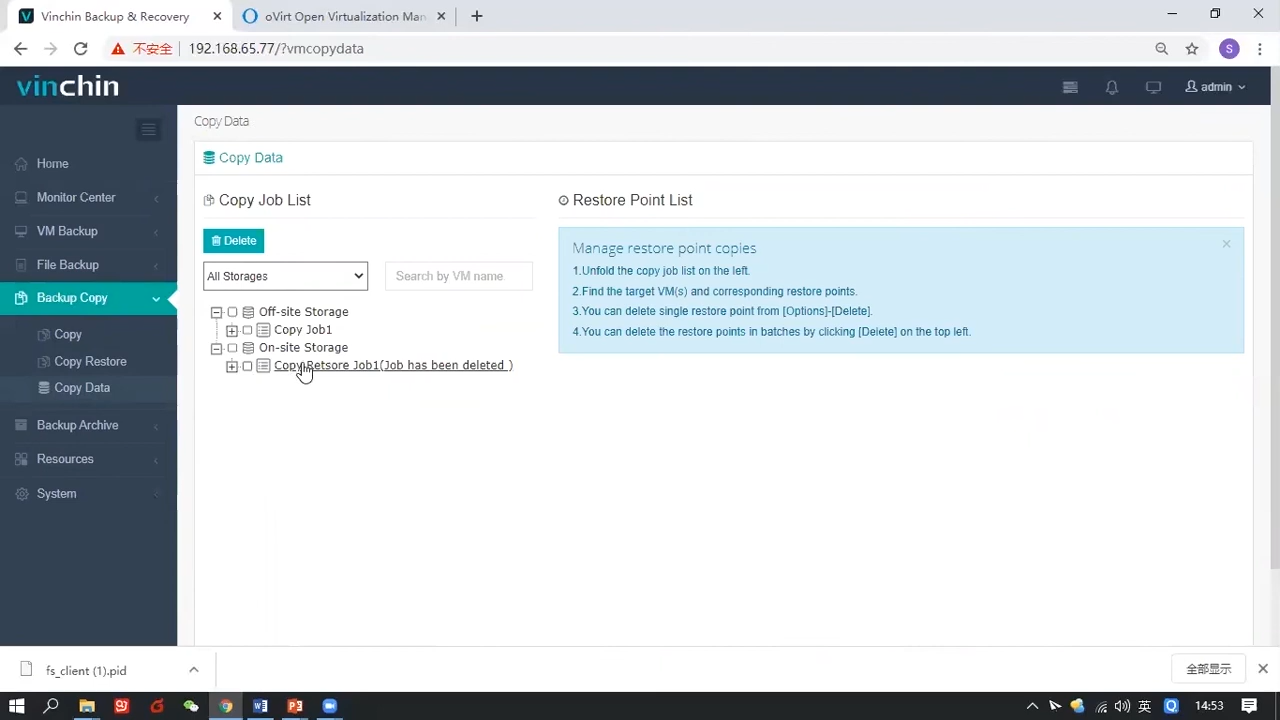 Vinchin Backup & Recovery
oVirt Open Virtualization Man
不安全
192.168.65.77/?vmcopydata
S
vinchin
admin
Home
Monitor Center
VM Backup
File Backup
Backup Copy
Copy
Copy Restore
Copy Data
Backup Archive
Resources
System
Copy Data
Copy Data
Copy Job List
Delete
All Storages
Search by VM name
Off-site Storage
Copy Job1
On-site Storage
Copy Retsore Job1(Job has been deleted )
Restore Point List
Manage restore point copies
1.Unfold the copy job list on the left.
2.Find the target VM(s) and corresponding restore points.
3.You can delete single restore point from [Options]-[Delete].
4.You can delete the restore points in batches by clicking [Delete] on the top left.
fs_client (1).pid
全部显示
英
14:53